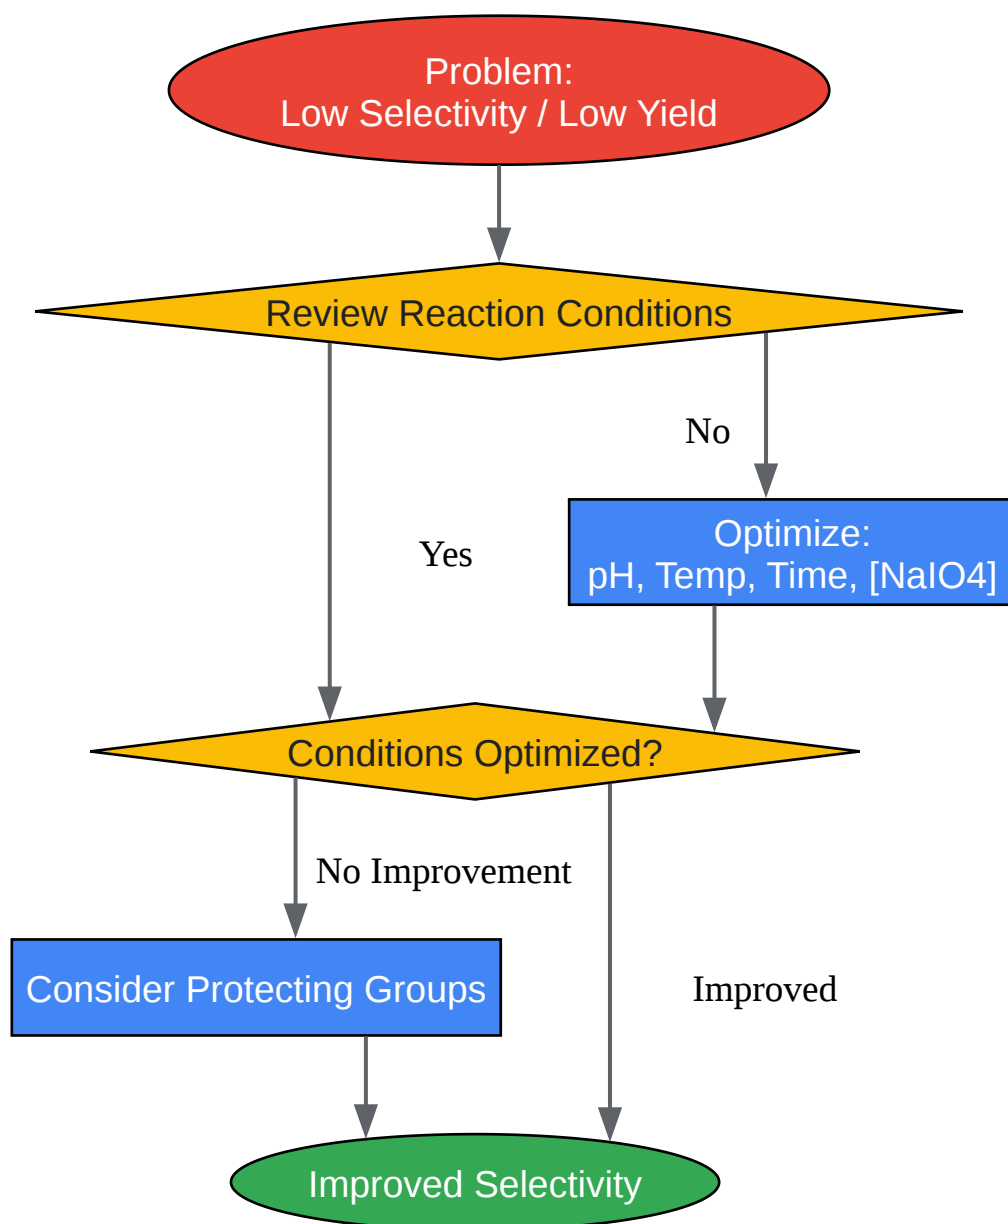 Problem:
Low Selectivity / Low Yield
Review Reaction Conditions
No
Optimize:
pH, Temp, Time, [NaIO4]
Yes
Conditions Optimized?
No Improvement
Consider Protecting Groups
Improved
Improved Selectivity